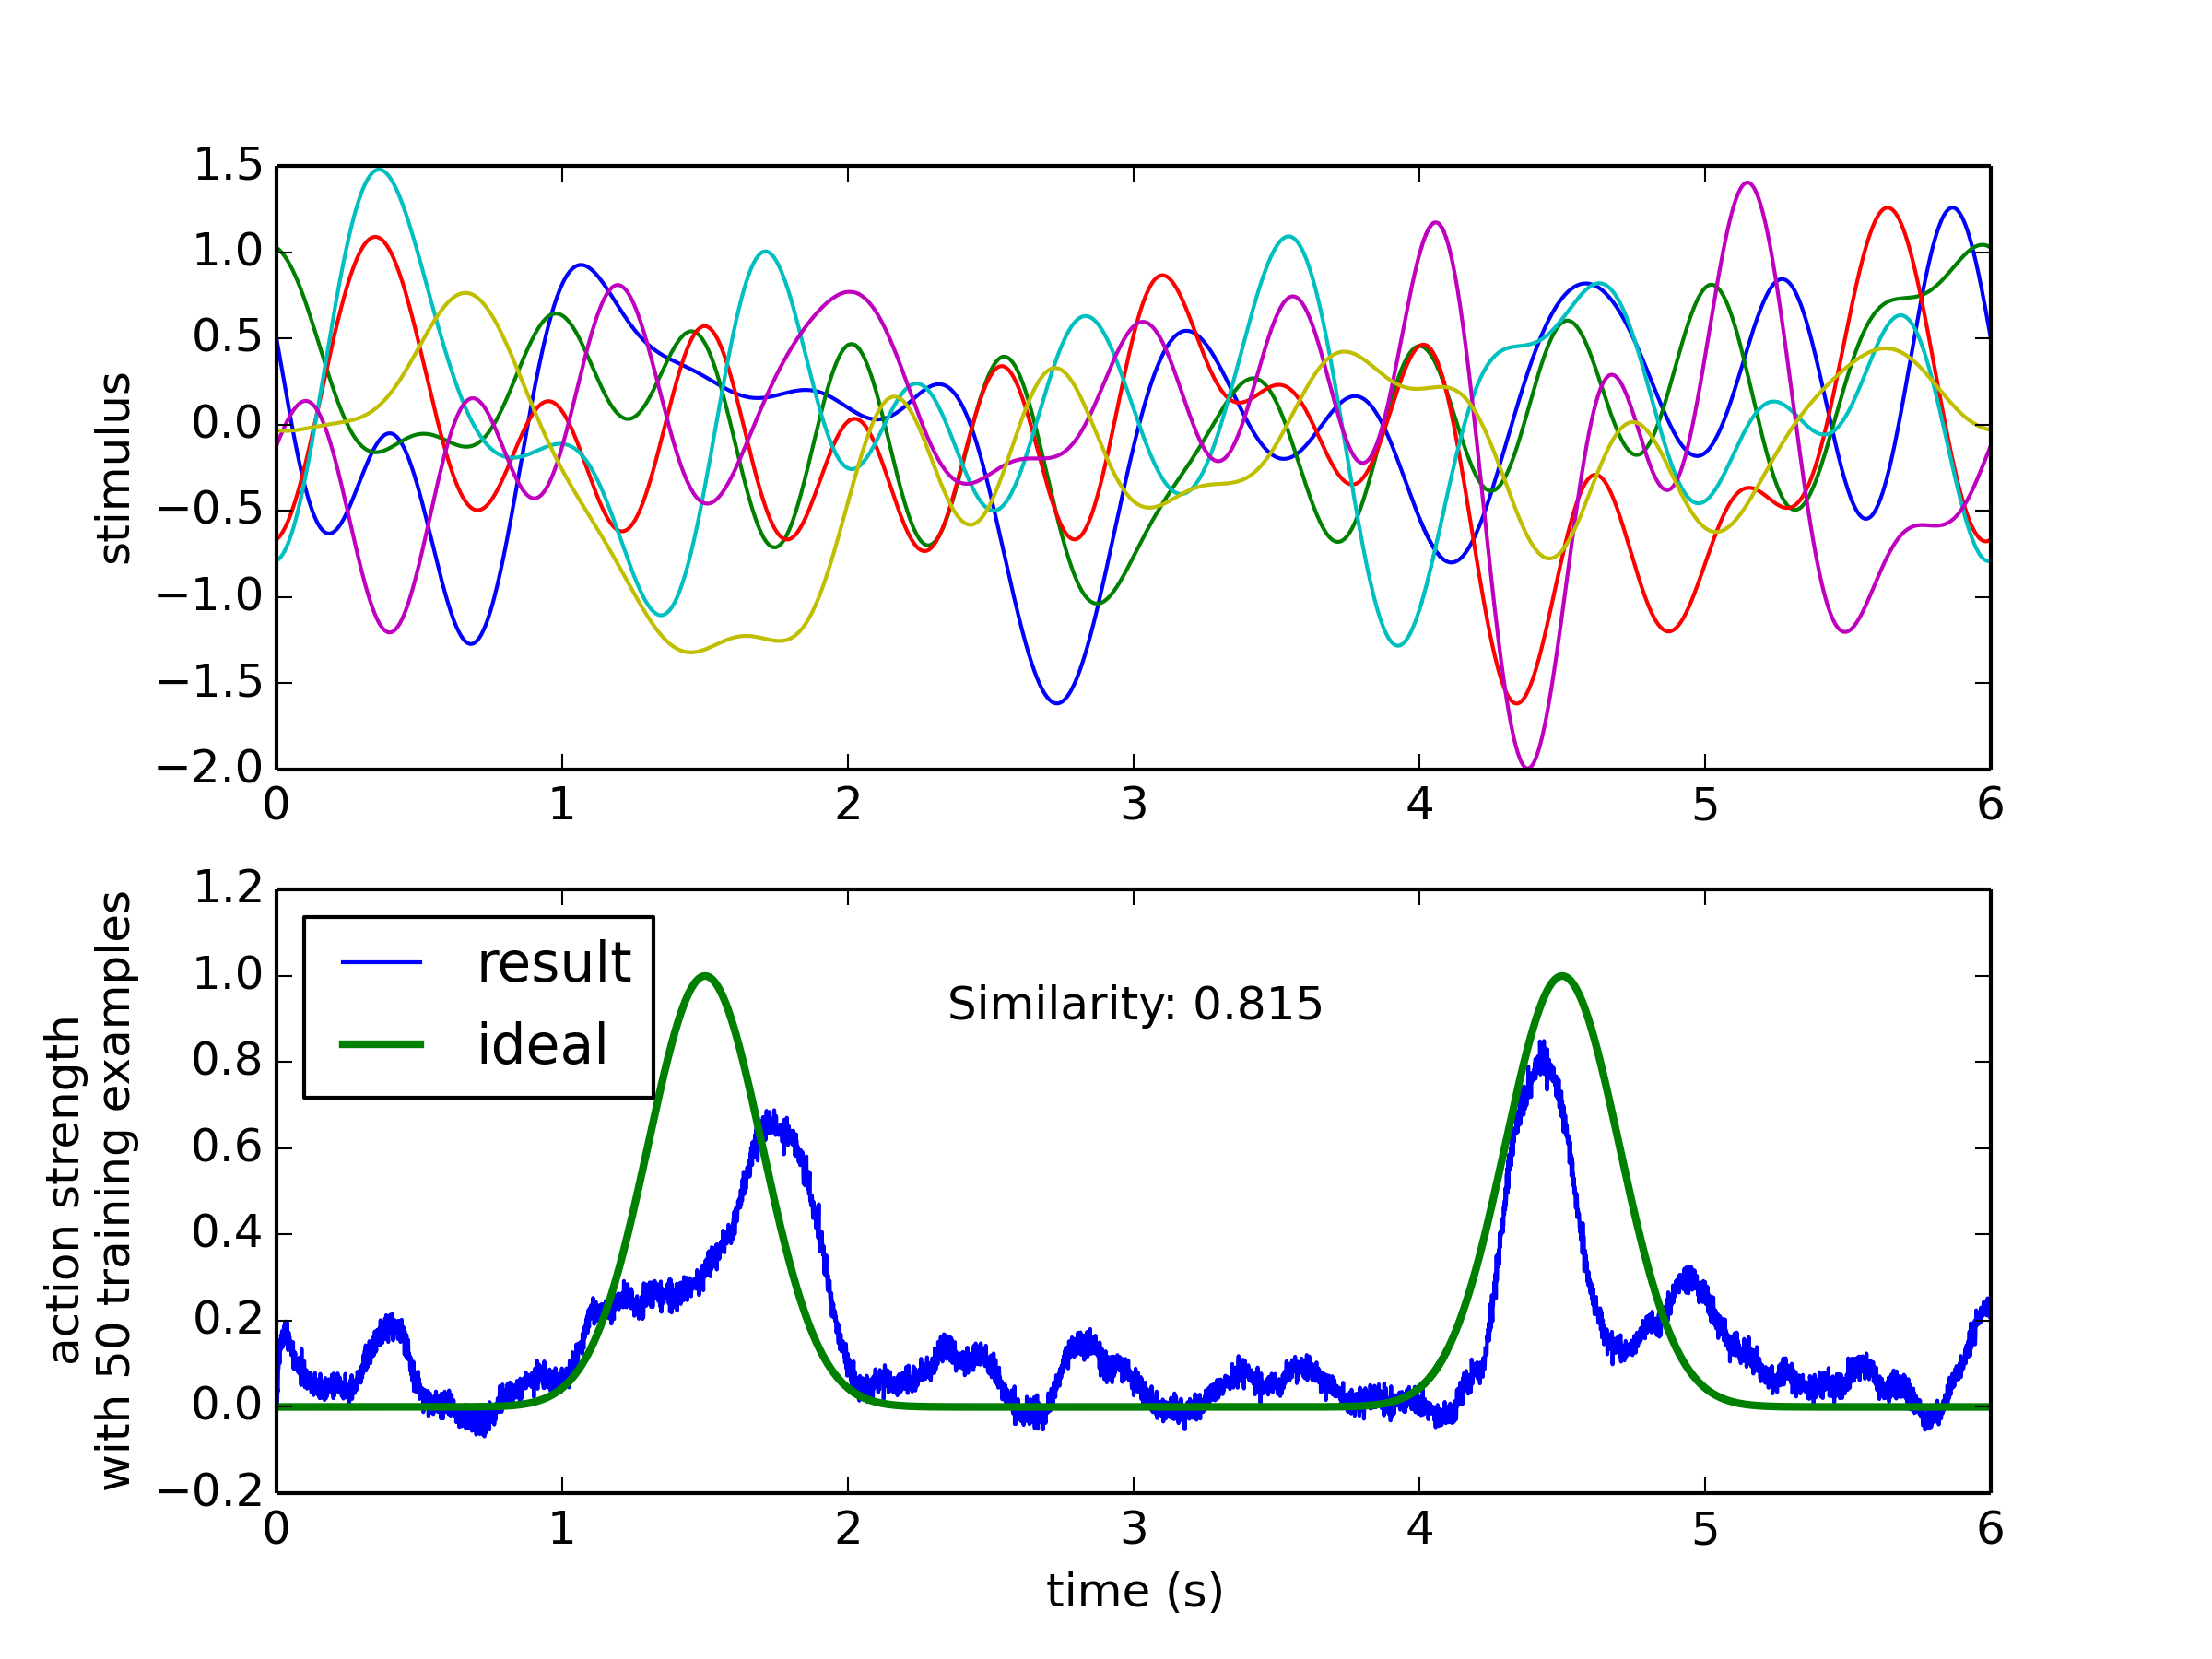 1.5
1.0
0.5
0.0
−0.5
−1.0
−1.5
−2.0
stimulus
0 1 2 3 4 5 6
1.2
1.0
0.8
0.6
0.4
0.2
0.0
−0.2
action strength
with 50 training examples
result
ideal
Similarity: 0.815
0 1 2 3 4 5 6
time (s)